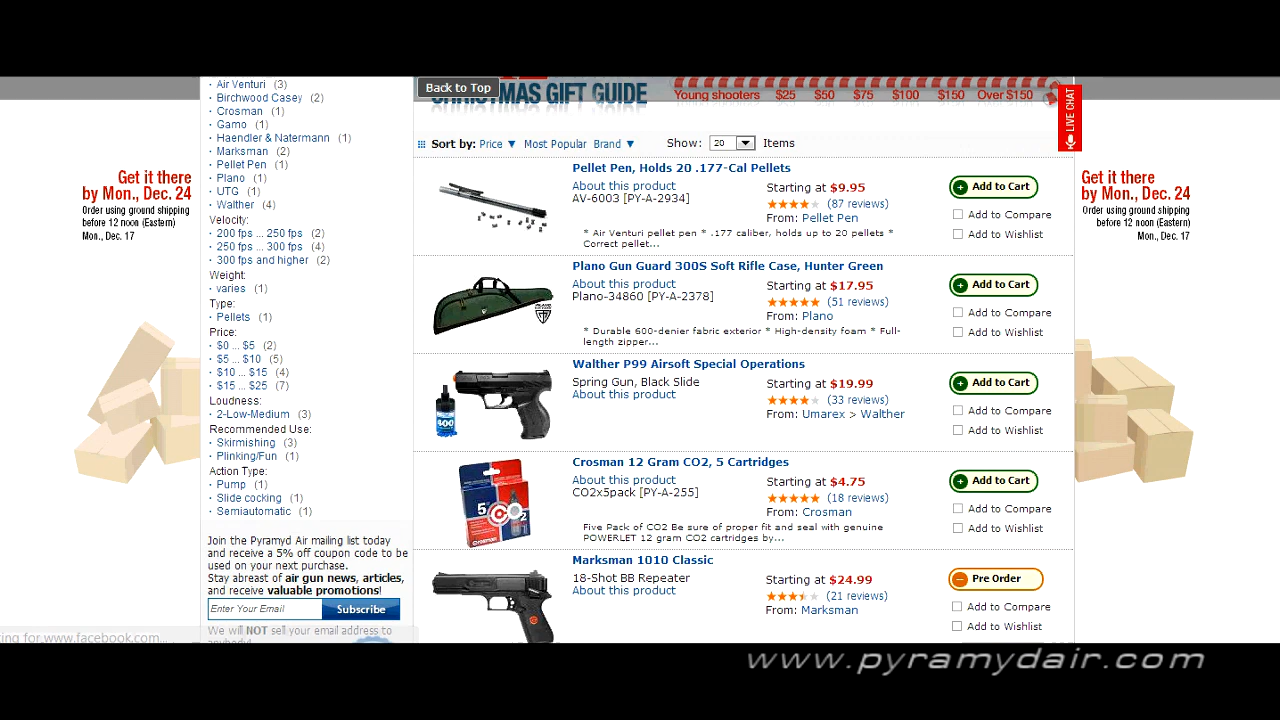 Back to Top
CHRISTMAS GIFT GUIDE
Young shooters $25 $50 $75 $100 $150 Over $150
LIVE CHAT
Air Venturi (3)
Birchwood Casey (2)
Crosman (1)
Gamo (1)
Haendler & Natermann (1)
Marksman (2)
Pellet Pen (1)
Plano (1)
UTG (1)
Walther (4)
Velocity:
200 fps ... 250 fps (2)
250 fps ... 300 fps (4)
300 fps and higher (2)
Weight:
varies (1)
Type:
Pellets (1)
Price:
$0 ... $5 (2)
$5 ... $10 (5)
$10 ... $15 (4)
$15 ... $25 (7)
Loudness:
2-Low-Medium (3)
Recommended Use:
Skirmishing (3)
Plinking/Fun (1)
Action Type:
Pump (1)
Slide cocking (1)
Semiautomatic (1)
Join the Pyramyd Air mailing list today
and receive a 5% off coupon code to be
used on your next purchase.
Stay abreast of air gun news, articles,
and receive valuable promotions!
Enter Your Email Subscribe
We will NOT sell your email address to
anybody!
for www.facebook.com...
Get it there
by Mon., Dec. 24
Order using ground shipping
before 12 noon (Eastern)
Mon., Dec. 17
Sort by: Price ▼ Most Popular Brand ▼ Show: 20 Items
Pellet Pen, Holds 20 .177-Cal Pellets
About this product
AV-6003 [PY-A-2934]
Starting at $9.95
(87 reviews)
From: Pellet Pen
* Air Venturi pellet pen * .177 caliber, holds up to 20 pellets *
Correct pellet...
Add to Cart
Add to Compare
Add to Wishlist
Plano Gun Guard 300S Soft Rifle Case, Hunter Green
About this product
Plano-34860 [PY-A-2378]
Starting at $17.95
(51 reviews)
From: Plano
* Durable 600-denier fabric exterior * High-density foam * Full-
length zipper...
Add to Cart
Add to Compare
Add to Wishlist
Walther P99 Airsoft Special Operations
Spring Gun, Black Slide
About this product
Starting at $19.99
(33 reviews)
From: Umarex > Walther
400
Add to Cart
Add to Compare
Add to Wishlist
Crosman 12 Gram CO2, 5 Cartridges
About this product
CO2x5pack [PY-A-255]
Starting at $4.75
(18 reviews)
From: Crosman
Five Pack of CO2 Be sure of proper fit and seal with genuine
POWERLET 12 gram CO2 cartridges by...
Add to Cart
Add to Compare
Add to Wishlist
Marksman 1010 Classic
18-Shot BB Repeater
About this product
Starting at $24.99
(21 reviews)
From: Marksman
Pre Order
Add to Compare
Add to Wishlist
Get it there
by Mon., Dec. 24
Order using ground shipping
before 12 noon (Eastern)
Mon., Dec. 17
www.pyramydair.com